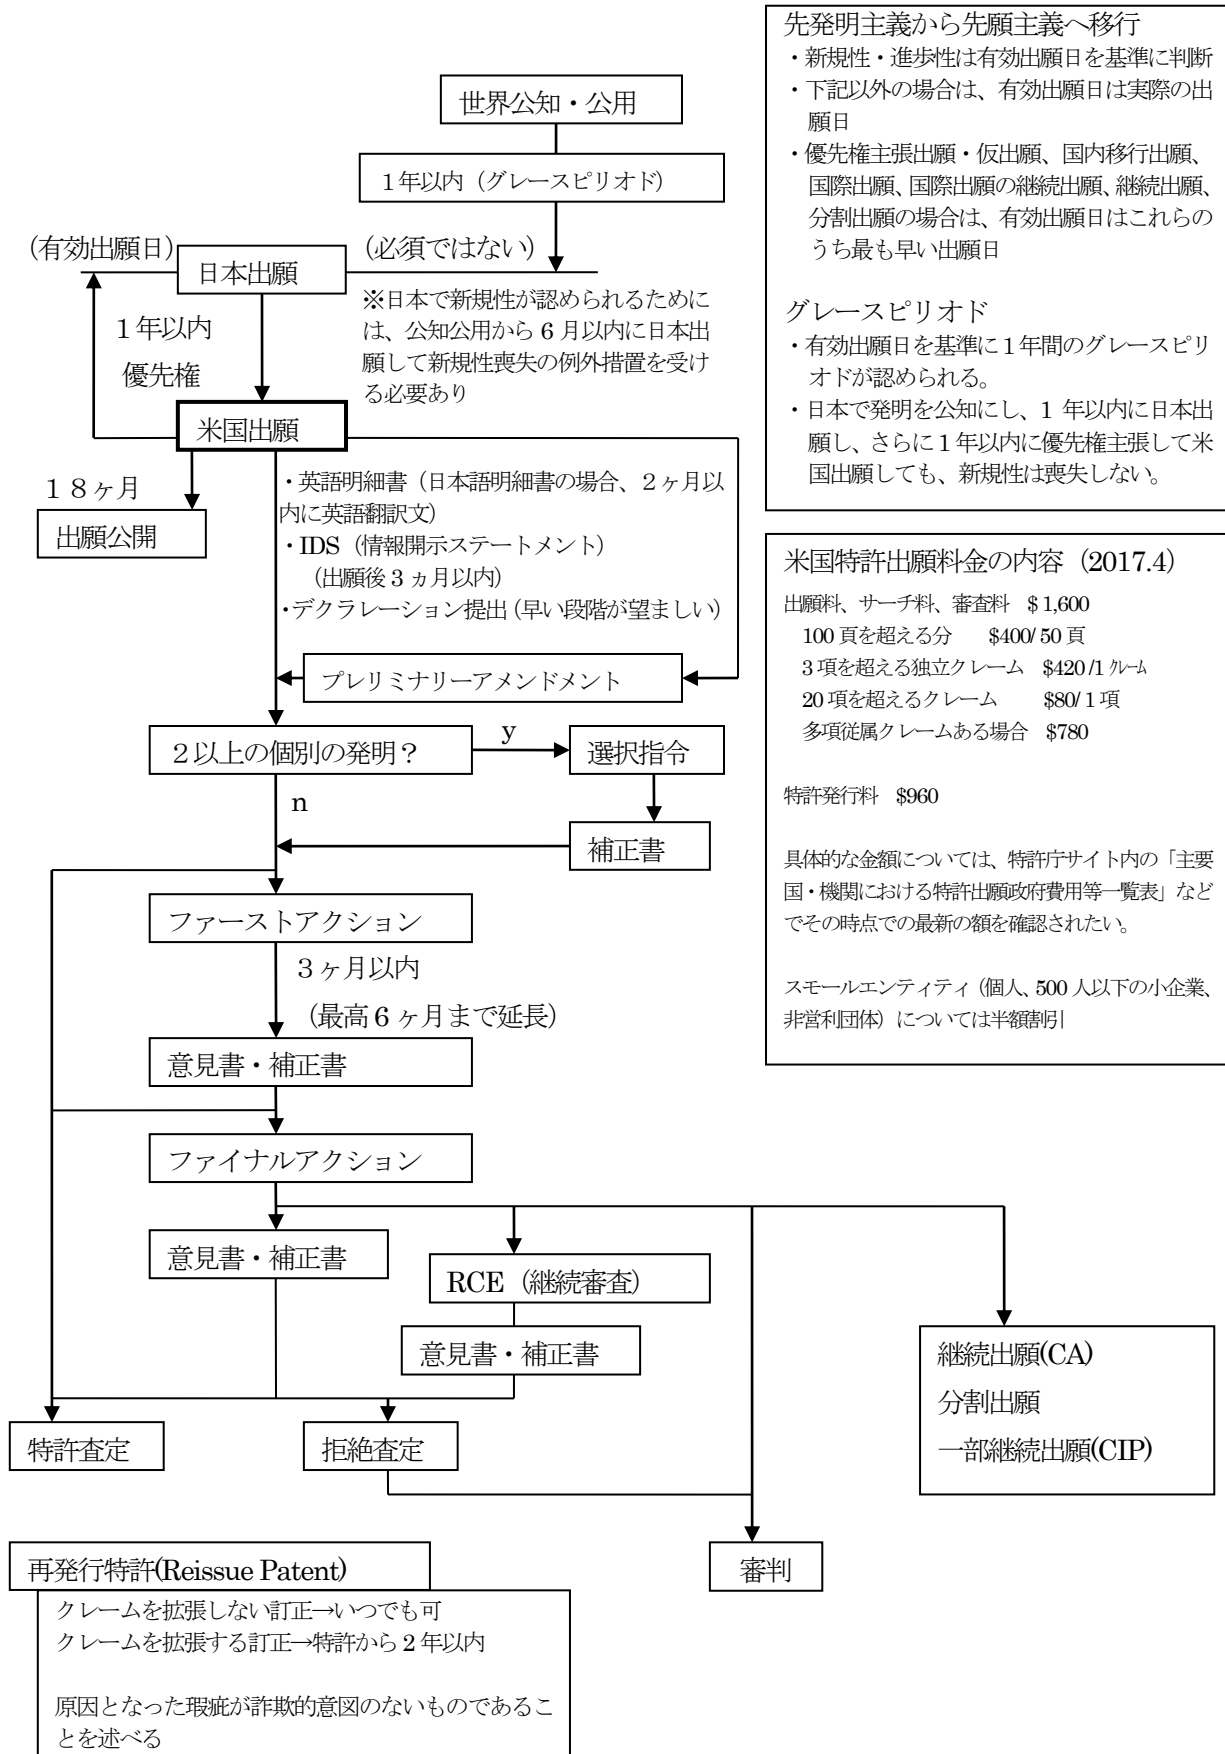 世界公知・公用
１年以内（グレースピリオド）
(有効出願日)
(必須ではない)
日本出願
※日本で新規性が認められるために
は、公知公用から 6 月以内に日本出
願して新規性喪失の例外措置を受け
る必要あり
１年以内
優先権
米国出願
１８ヶ月
出願公開
・英語明細書（日本語明細書の場合、２ヶ月以
内に英語翻訳文）
・IDS（情報開示ステートメント）
（出願後 3 ヵ月以内）
・デクラレーション提出（早い段階が望ましい）
プレリミナリーアメンドメント
２以上の個別の発明？
y
選択指令
n
補正書
ファーストアクション
３ヶ月以内
（最高 6 ヶ月まで延長）
意見書・補正書
ファイナルアクション
意見書・補正書
RCE（継続審査）
意見書・補正書
継続出願(CA)
分割出願
一部継続出願(CIP)
特許査定
拒絶査定
審判
再発行特許(Reissue Patent)
クレームを拡張しない訂正→いつでも可
クレームを拡張する訂正→特許から 2 年以内
原因となった瑕疵が詐欺的意図のないものであるこ
とを述べる
先発明主義から先願主義へ移行
・新規性・進歩性は有効出願日を基準に判断
・下記以外の場合は、有効出願日は実際の出
願日
・優先権主張出願・仮出願、国内移行出願、
国際出願、国際出願の継続出願、継続出願、
分割出願の場合は、有効出願日はこれらの
うち最も早い出願日
グレースピリオド
・有効出願日を基準に１年間のグレースピリ
オドが認められる。
・日本で発明を公知にし、1 年以内に日本出
願し、さらに１年以内に優先権主張して米
国出願しても、新規性は喪失しない。
米国特許出願料金の内容（2017.4）
出願料、サーチ料、審査料 ＄1,600
100 頁を超える分 $400/ 50 頁
3 項を超える独立クレーム $420 /1 ｸﾚｰﾑ
20 項を超えるクレーム $80/ 1 項
多項従属クレームある場合 $780
特許発行料 $960
具体的な金額については、特許庁サイト内の「主要
国・機関における特許出願政府費用等一覧表」など
でその時点での最新の額を確認されたい。
スモールエンティティ（個人、500 人以下の小企業、
非営利団体）については半額割引